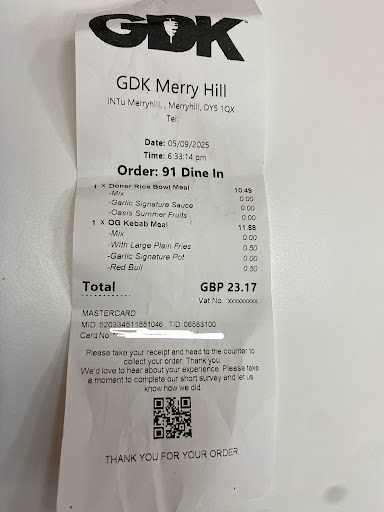 GDK
GDK Merry Hill
INTu Merryhill, , Merryhill, DY5 1QX
Tel:
Date: 05/09/2025
Time: 6:33:14 pm
Order: 91 Dine In
1 x Doner Rice Bowl Meal 10.49
-Mix 0.00
-Garlic Signature Sauce 0.00
-Oasis Summer Fruits 0.00
1 x OG Kebab Meal 11.68
-Mix 0.00
-With Large Plain Fries 0.50
-Garlic Signature Pot 0.00
-Red Bull 0.50
Total GBP 23.17
Vat No :xxxxxxxxx
MASTERCARD
MID :520334511551046 TID :06583100
Card No
Please take your receipt and head to the counter to
collect your order. Thank you.
We'd love to hear about your experience. Please take
a moment to complete our short survey and let us
know how we did.
THANK YOU FOR YOUR ORDER